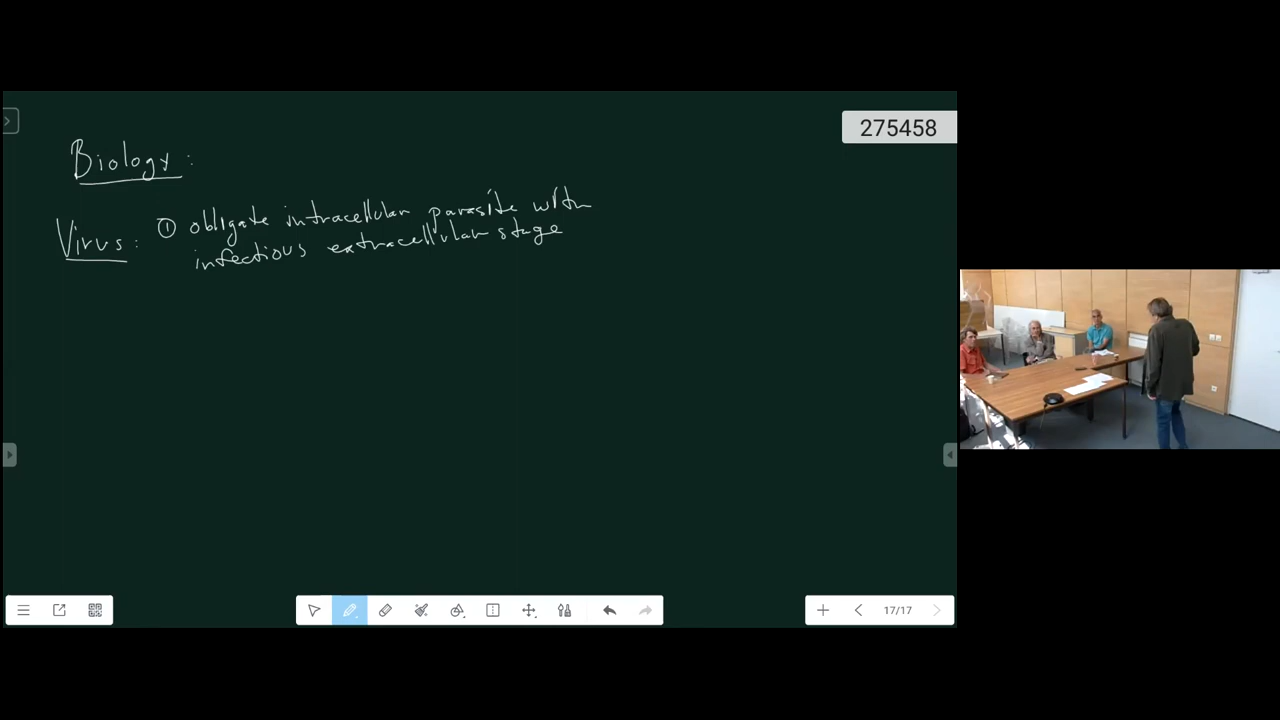 275458
Biology:
Virus: ① obligate intracellular parasite with
infectious extracellular stage
17/17